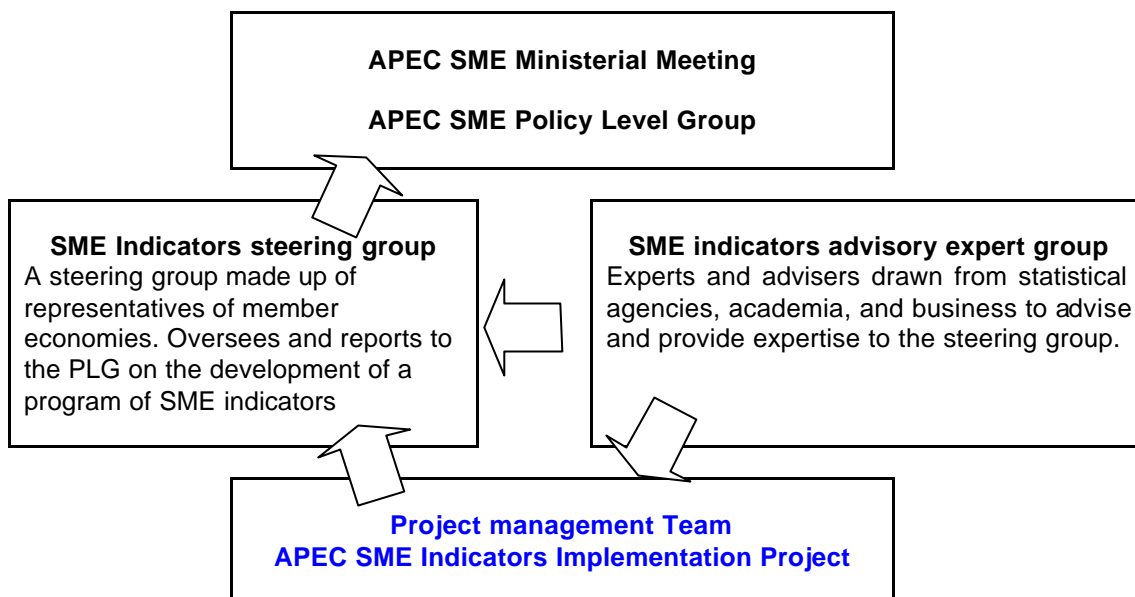 APEC SME Ministerial Meeting
APEC SME Policy Level Group
SME Indicators steering group
A steering group made up of
representatives of member
economies. Oversees and reports to
the PLG on the development of a
program of SME indicators
SME indicators advisory expert group
Experts and advisers drawn from statistical
agencies, academia, and business to advise
and provide expertise to the steering group.
Project management Team
APEC SME Indicators Implementation Project